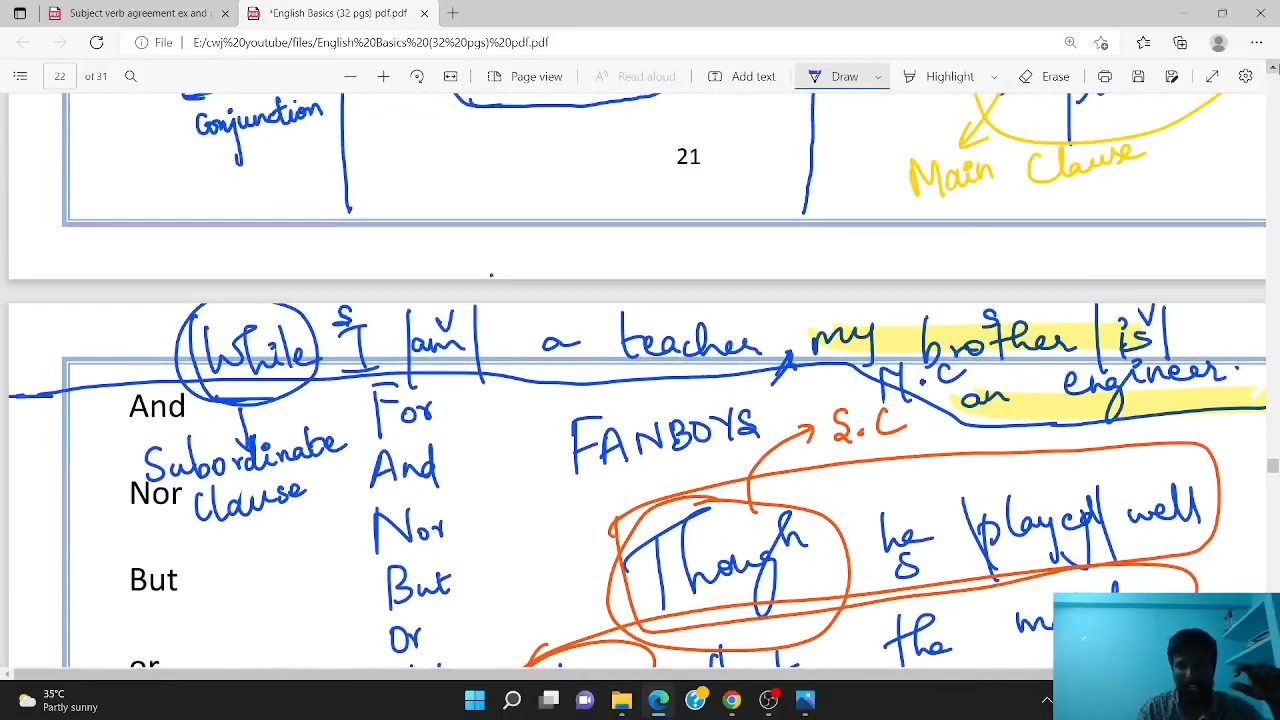 Subject verb agreement ex and
*English Basics (32 pgs) pdf.pdf
File
E:/cwj%20youtube/files/English%20Basics%20(32%20pgs)%20pdf.pdf
22 of 31
Page view
Read aloud
Add text
Draw
Highlight
Erase
Conjunction
21
Main Clause
While I am a teacher, my brother is
S V S V
M.C an engineer.
And
For
FANBOYS
S.C
Subordinate
And
Nor
Clause
Nor
Though he played well
S V
But
But
Or
the
or
35°C
Partly sunny